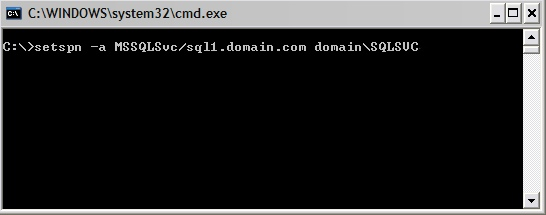 C:\WINDOWS\system32\cmd.exe
C:\>setspn -a MSSQLSvc/sql1.domain.com domain\SQLSVC